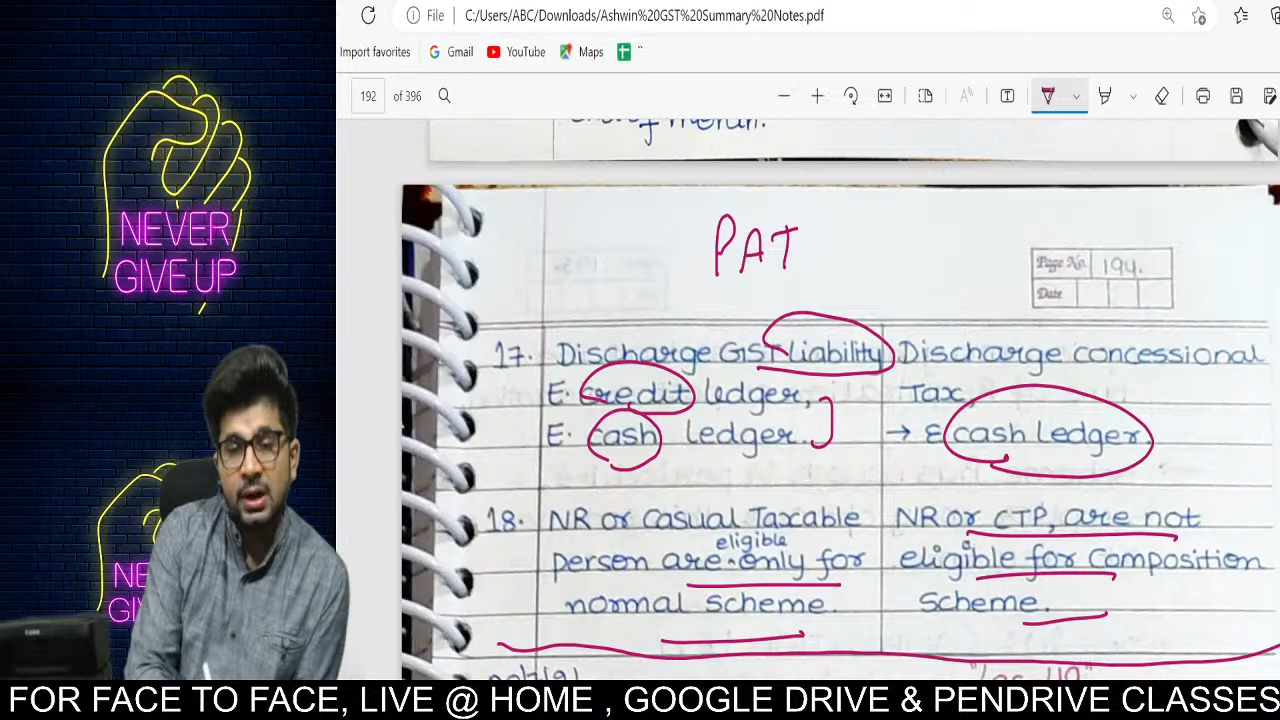 File
C:/Users/ABC/Downloads/Ashwin%20GST%20Summary%20Notes.pdf
Import favorites
Gmail
YouTube
Maps
192 of 396
PAT
Page No. 194.
Date
17. Discharge GST liability
E. credit ledger,
E. cash ledger.
Discharge concessional
Tax,
→ E cash ledger.
18. NR or Casual Taxable
eligible
person are only for
normal scheme
NR or CTP, are not
eligible for Composition
scheme.
NEVER
GIVE UP
NE
GI
FOR FACE TO FACE, LIVE @ HOME , GOOGLE DRIVE & PENDRIVE CLASSES